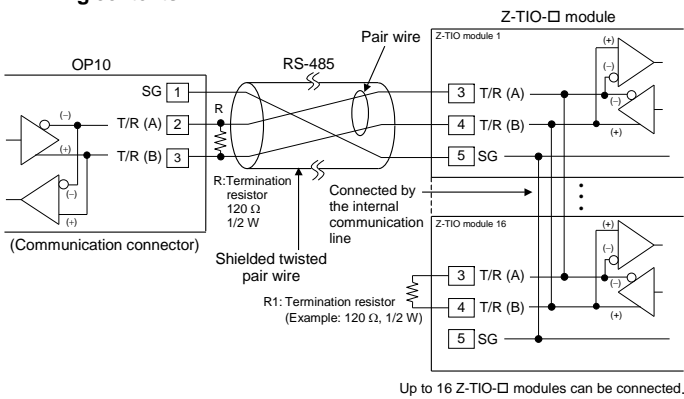 Z-TIO-□ module
Pair wire
Z-TIO module 1
OP10
RS-485
(+)
(−)
SG 1
R
3 T/R (A)
(−)
(−)
T/R (A) 2
4 T/R (B)
(+)
(+)
T/R (B) 3
5 SG
(−)
(+)
R:Termination
resistor
120 Ω
1/2 W
Connected by
the internal
communication
line
(Communication connector)
Shielded twisted
pair wire
Z-TIO module 16
(+)
(−)
3 T/R (A)
(−)
R1: Termination resistor
(Example: 120 Ω, 1/2 W)
4 T/R (B)
(+)
5 SG
Up to 16 Z-TIO-□ modules can be connected.